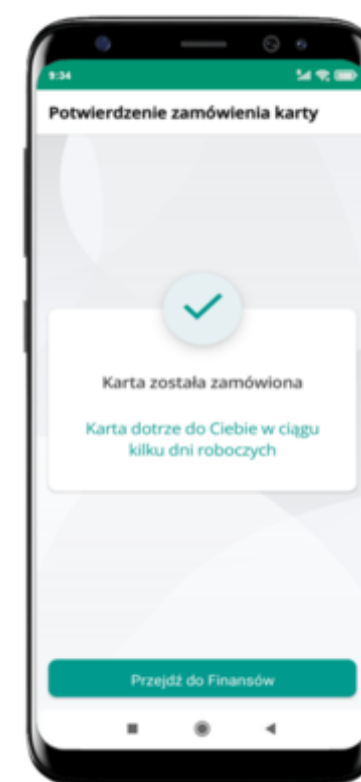 9:34
Potwierdzenie zamówienia karty
Karta została zamówiona
Karta dotrze do Ciebie w ciągu
kilku dni roboczych
Przejdź do Finansów